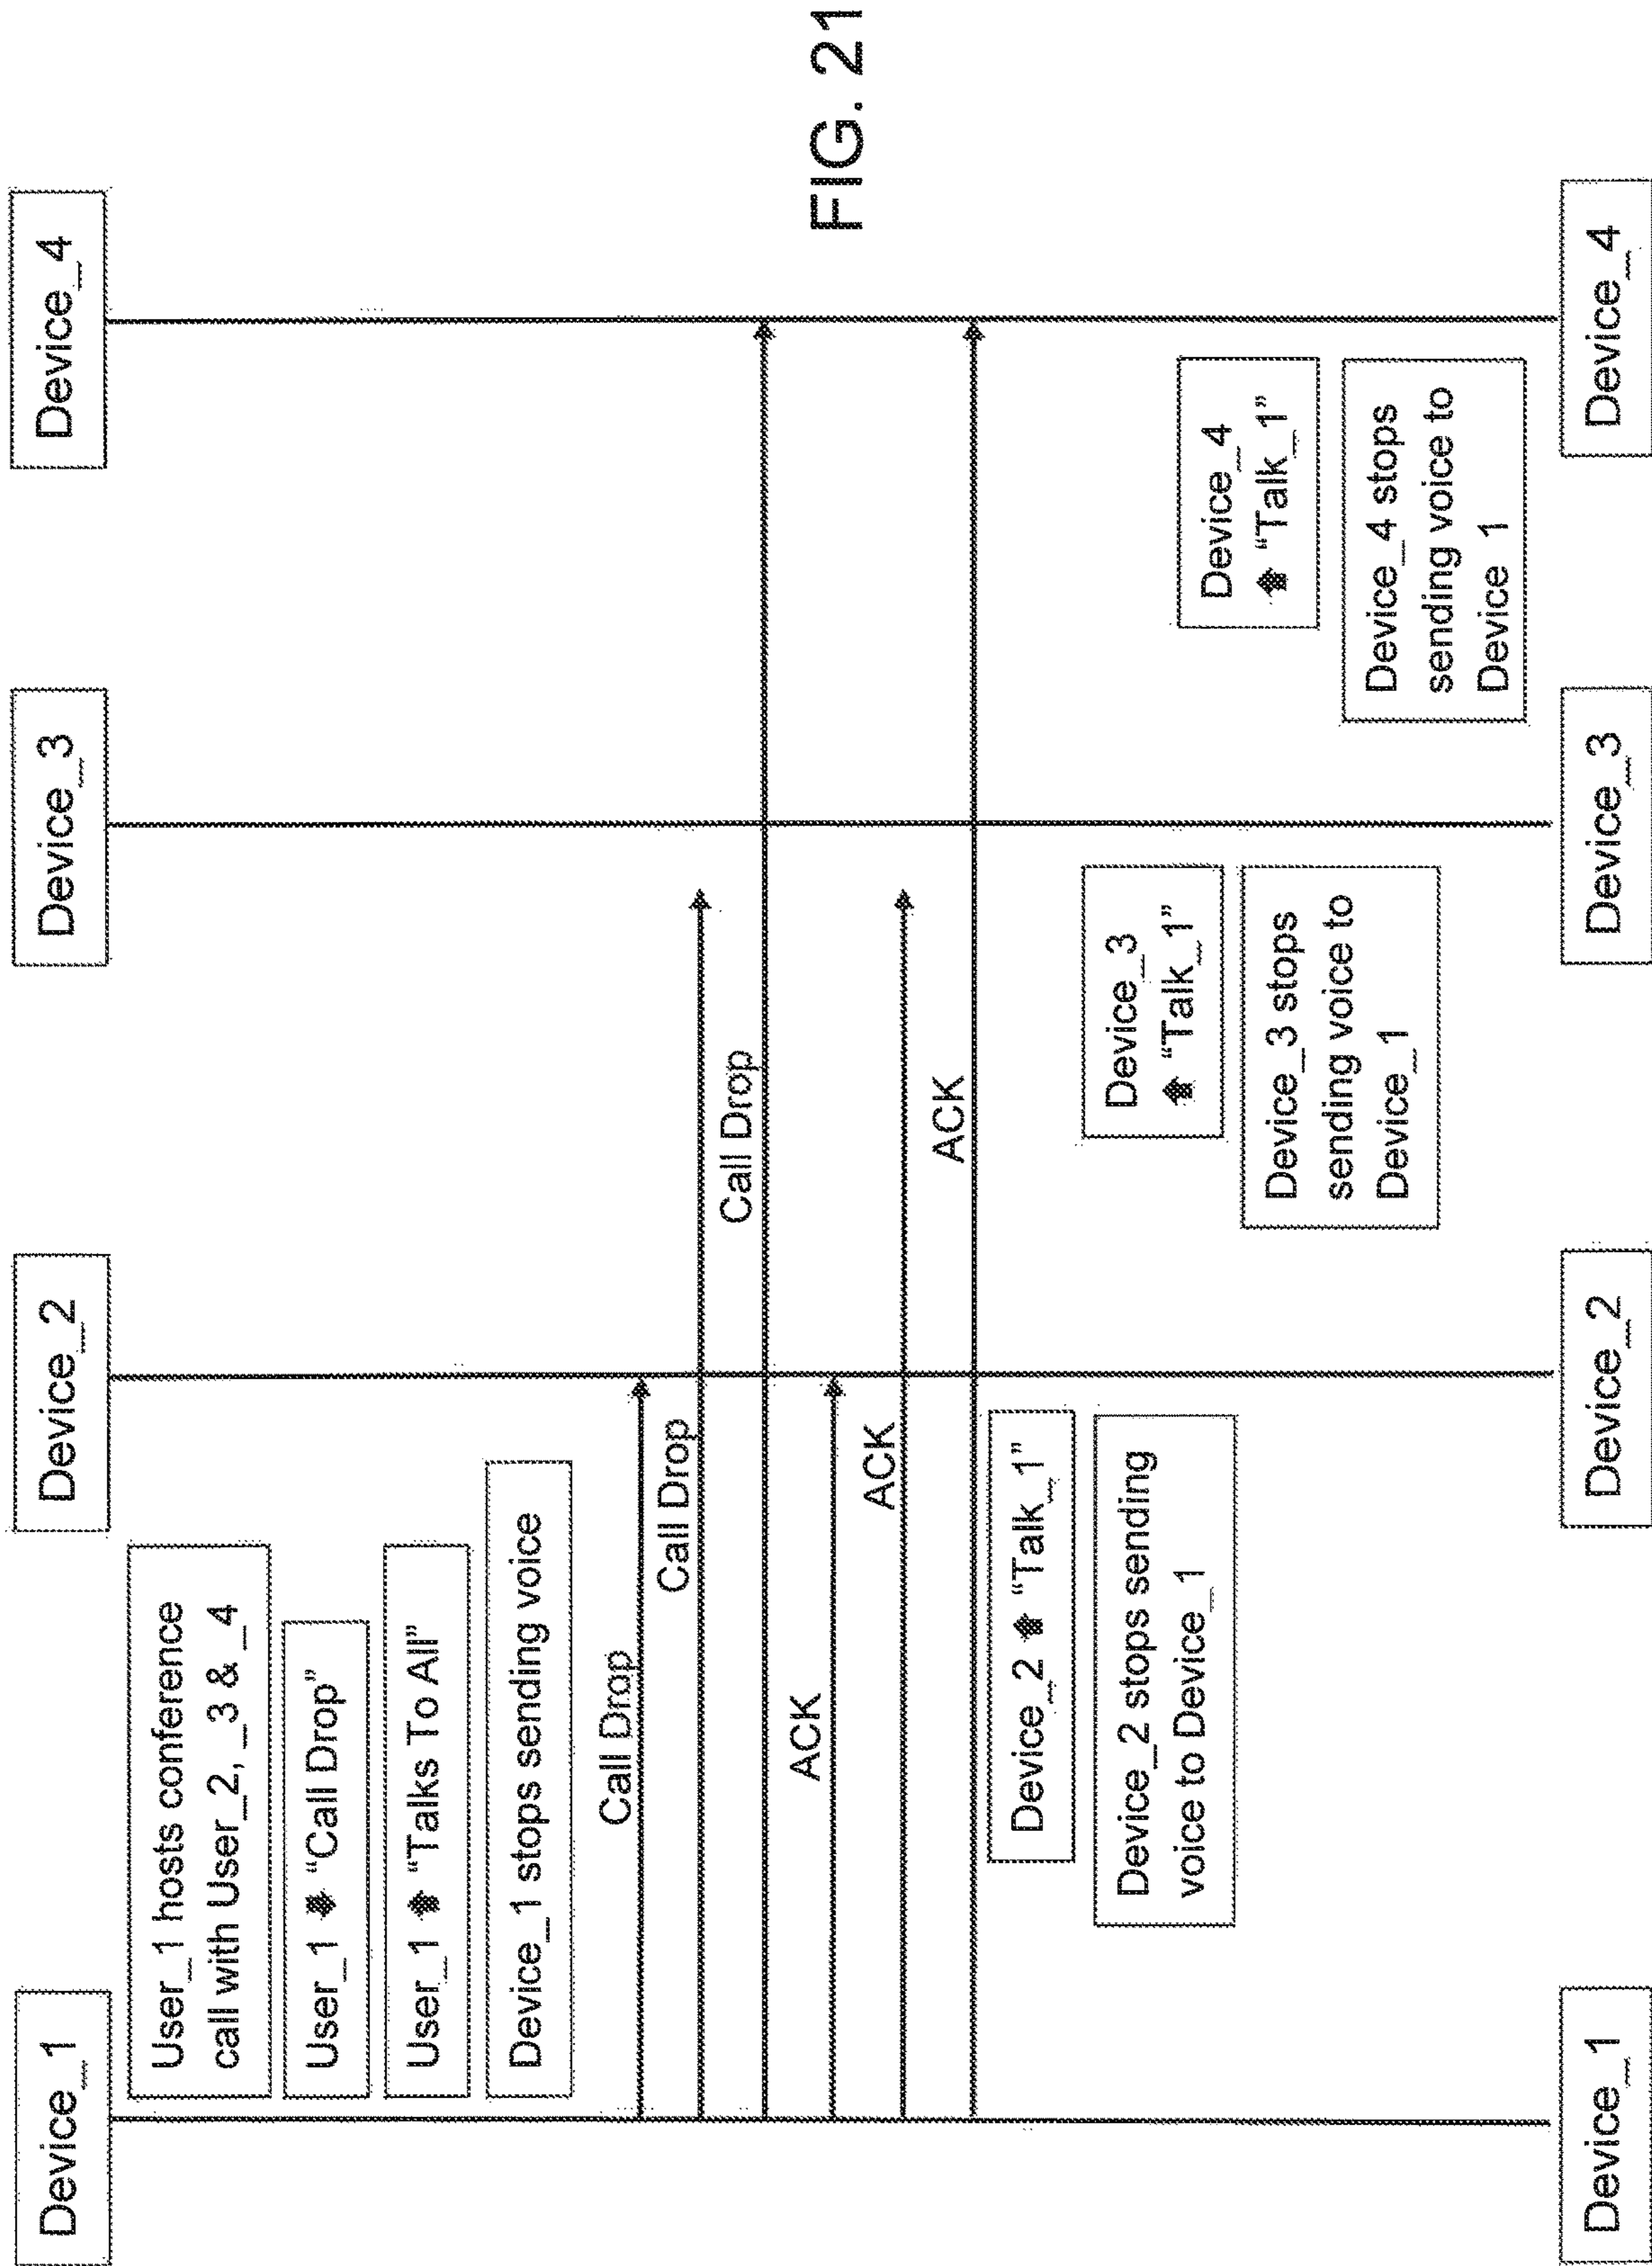 Device_1
Device_2
Device_3
Device_4
User_1 hosts conference
call with User_2, _3 & _4
User_1 🡇 “Call Drop”
User_1 🡅 “Talks To All”
Device_1 stops sending voice
Call Drop
Call Drop
Call Drop
ACK
ACK
ACK
Device_2 🡅 “Talk_1”
Device_2 stops sending
voice to Device_1
Device_3
🡅 “Talk_1”
Device_3 stops
sending voice to
Device_1
Device_4
🡅 “Talk_1”
Device_4 stops
sending voice to
Device 1
Device_1
Device_2
Device_3
Device_4
FIG. 21